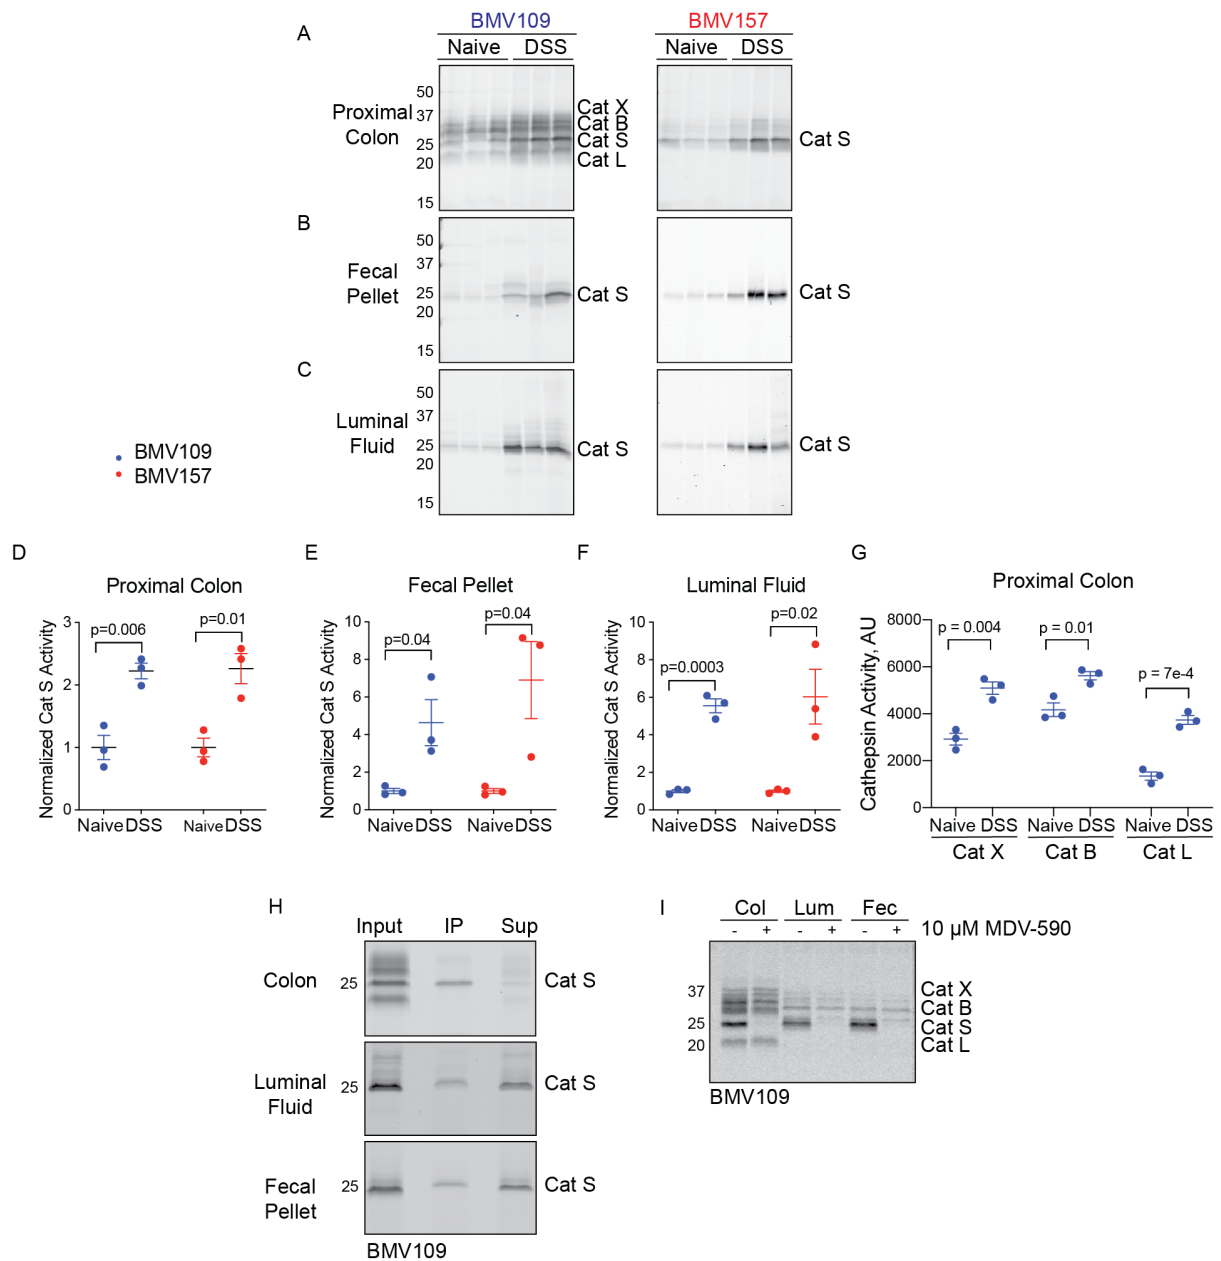 BMV109
BMV157
A
Naive
DSS
Naive
DSS
Proximal
Colon
50
37
25
20
15
Cat X
Cat B
Cat S
Cat L
Cat S
B
Fecal
Pellet
50
37
25
20
15
Cat S
Cat S
C
Luminal
Fluid
50
37
25
20
15
Cat S
Cat S
BMV109
BMV157
D
Proximal Colon
Normalized Cat S Activity
3
2
1
0
p=0.006
p=0.01
Naive DSS
Naive DSS
E
Fecal Pellet
Normalized Cat S Activity
10
8
6
4
2
0
p=0.04
p=0.04
Naive DSS
Naive DSS
F
Luminal Fluid
Normalized Cat S Activity
10
8
6
4
2
0
p=0.0003
p=0.02
Naive DSS
Naive DSS
G
Proximal Colon
Cathepsin Activity, AU
8000
6000
4000
2000
0
p = 0.004
p = 0.01
p = 7e-4
Naive DSS
Naive DSS
Naive DSS
Cat X
Cat B
Cat L
H
Input
IP
Sup
Colon
25
Cat S
Luminal
Fluid
25
Cat S
Fecal
Pellet
25
Cat S
BMV109
I
Col
Lum
Fec
- + - + - +
10 µM MDV-590
37
25
20
Cat X
Cat B
Cat S
Cat L
BMV109